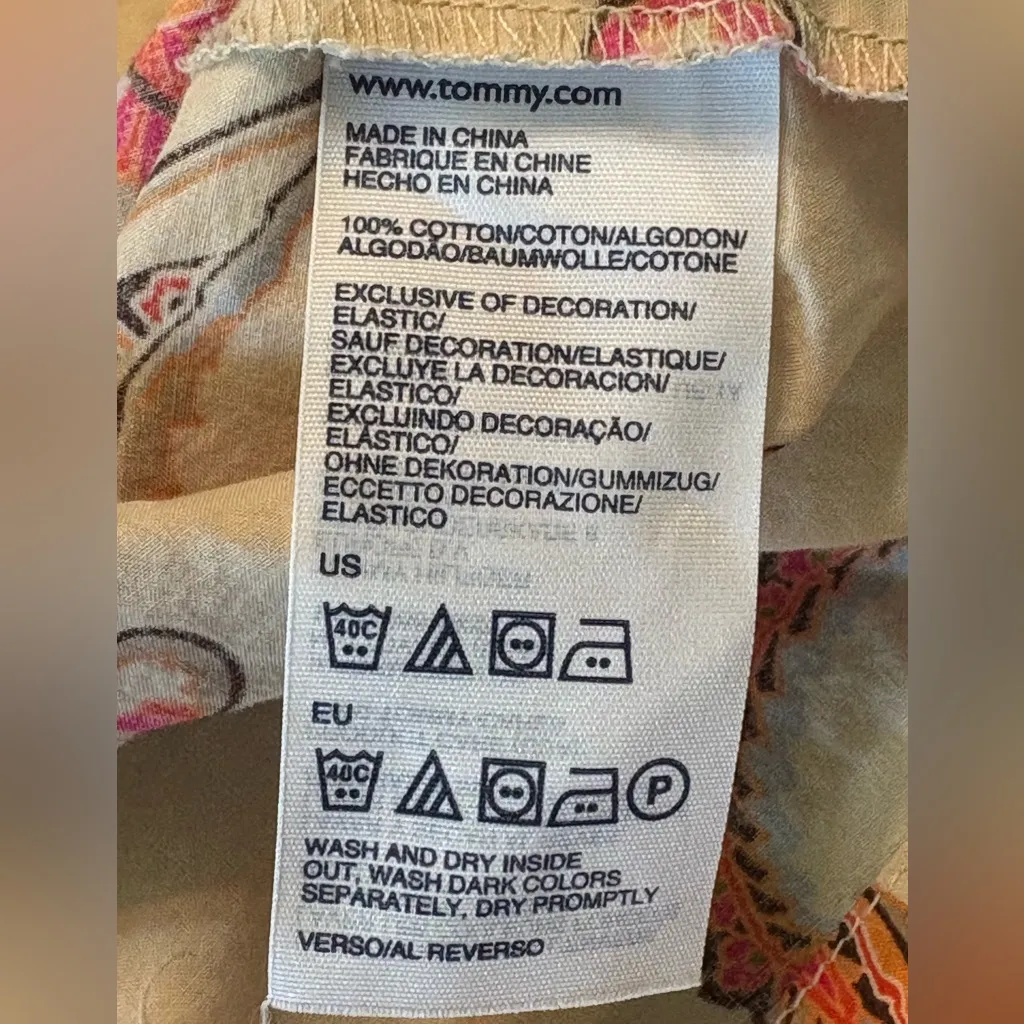 www.tommy.com
MADE IN CHINA
FABRIQUE EN CHINE
HECHO EN CHINA
100% COTTON/COTON/ALGODON/
ALGODÃO/BAUMWOLLE/COTONE
EXCLUSIVE OF DECORATION/
ELASTIC/
SAUF DECORATION/ELASTIQUE/
EXCLUYE LA DECORACION/
ELASTICO/
EXCLUINDO DECORAÇÃO/
ELÁSTICO/
OHNE DEKORATION/GUMMIZUG/
ECCETTO DECORAZIONE/
ELASTICO
US
40C
EU
40C P
WASH AND DRY INSIDE
OUT, WASH DARK COLORS
SEPARATELY, DRY PROMPTLY
VERSO/AL REVERSO